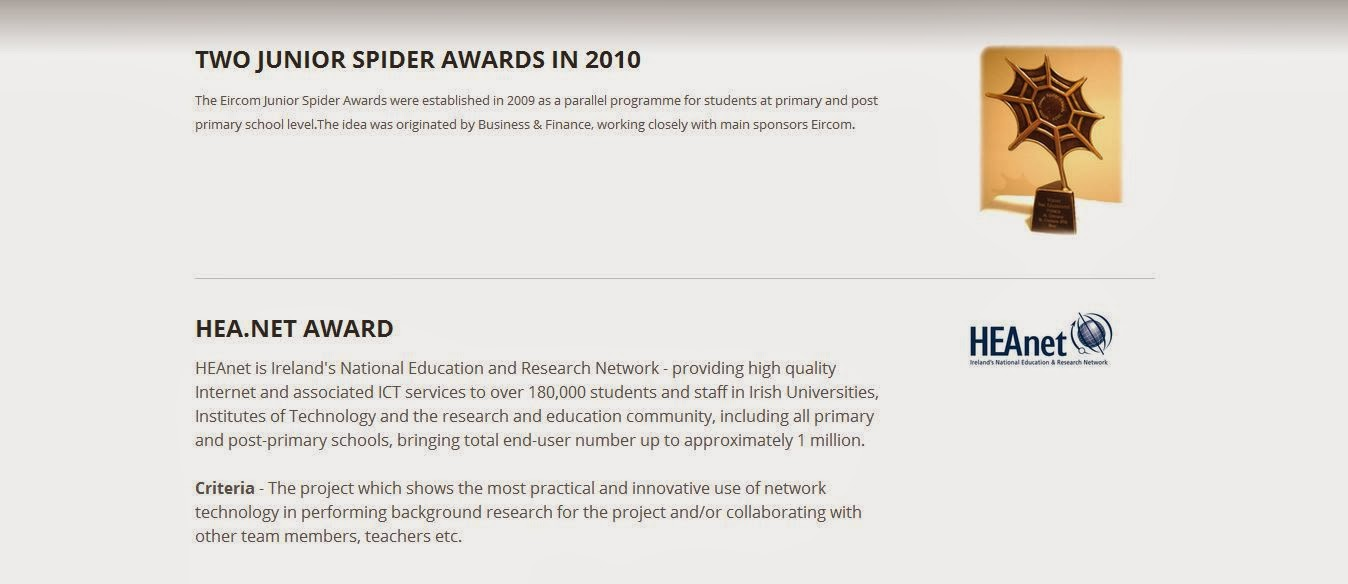 TWO JUNIOR SPIDER AWARDS IN 2010
The Eircom Junior Spider Awards were established in 2009 as a parallel programme for students at primary and post
primary school level.The idea was originated by Business & Finance, working closely with main sponsors Eircom.
HEA.NET AWARD
HEAnet
Ireland's National Education & Research Network
HEAnet is Ireland's National Education and Research Network - providing high quality
Internet and associated ICT services to over 180,000 students and staff in Irish Universities,
Institutes of Technology and the research and education community, including all primary
and post-primary schools, bringing total end-user number up to approximately 1 million.
Criteria - The project which shows the most practical and innovative use of network
technology in performing background research for the project and/or collaborating with
other team members, teachers etc.